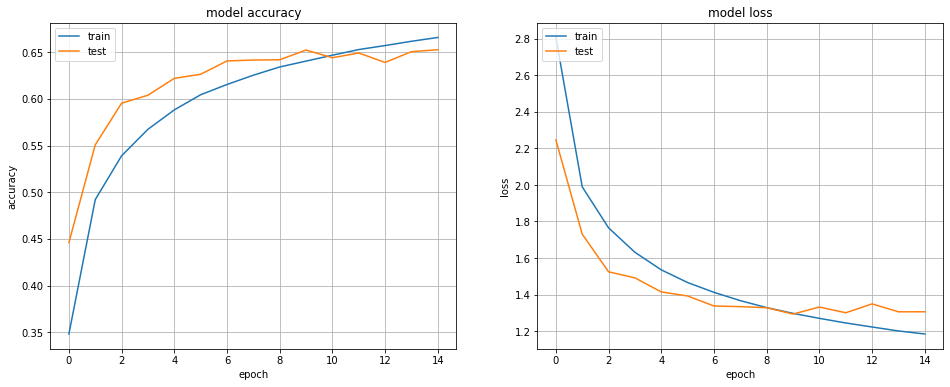 model accuracy
train
test
0.65
0.60
0.55
0.50
0.45
0.40
0.35
accuracy
0 2 4 6 8 10 12 14
epoch
model loss
train
test
2.8
2.6
2.4
2.2
2.0
1.8
1.6
1.4
1.2
loss
0 2 4 6 8 10 12 14
epoch